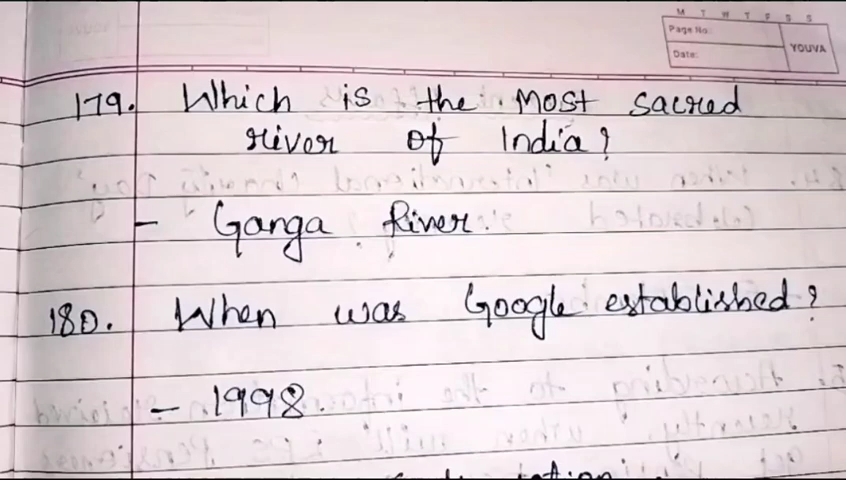 M T W T F S S
Page No:
Date:
YOUVA
179. Which is the most sacred
river of India?
- Ganga River.
180. When was Google established?
- 1998.